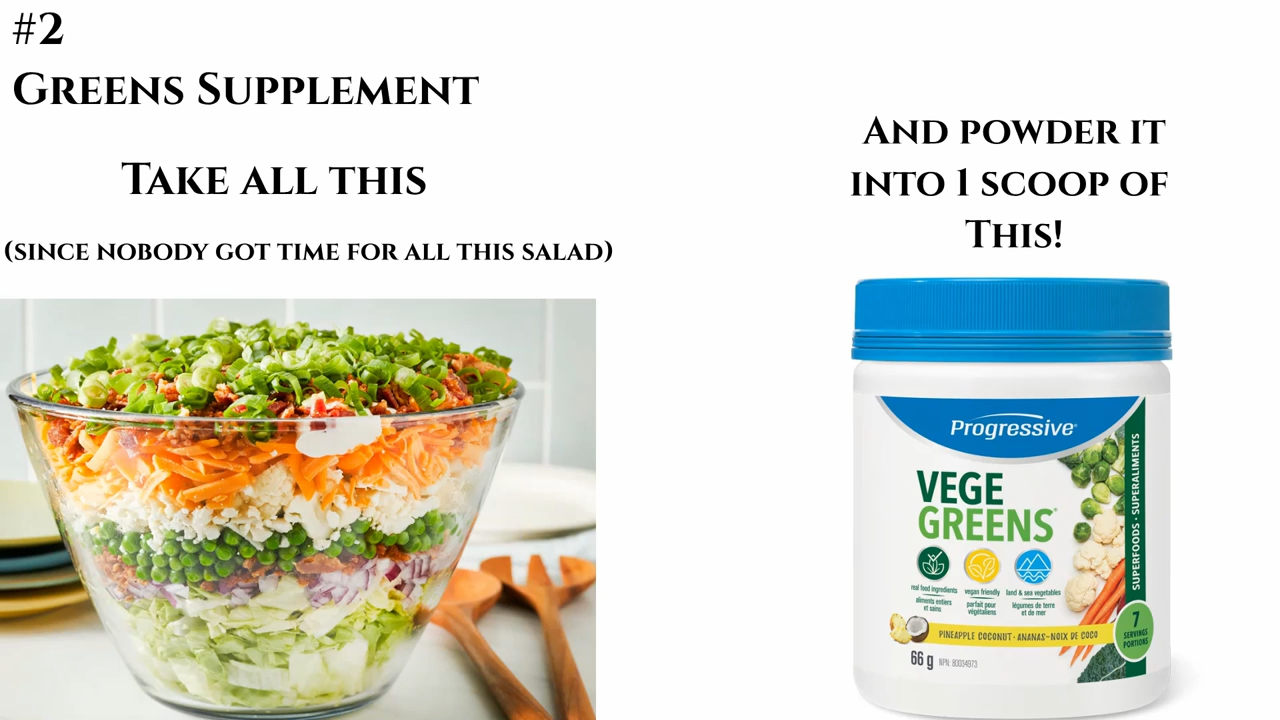 #2
Greens Supplement
Take all this
(since nobody got time for all this salad)
And powder it
into 1 scoop of
This!
Progressive®
VEGE
GREENS®
real food ingredients
aliments entiers
et sains
vegan friendly
parfait pour
végétaliens
land & sea vegetables
légumes de terre
et de mer
PINEAPPLE COCONUT · ANANAS-NOIX DE COCO
66 g NPN: 80034973
7
SERVINGS
PORTIONS
SUPERFOODS · SUPERALIMENTS